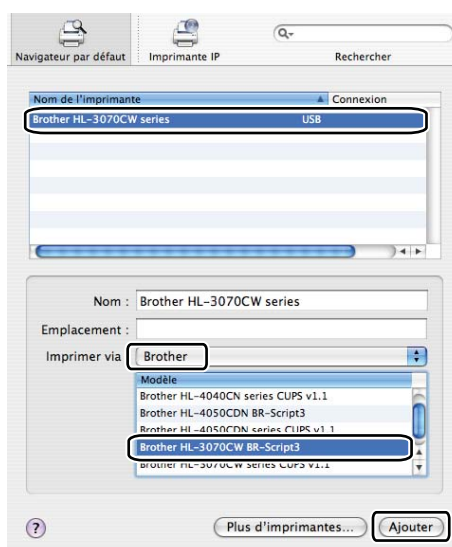 Navigateur par défaut Imprimante IP Rechercher
Nom de l'imprimante Connexion
Brother HL-3070CW series USB
Nom : Brother HL-3070CW series
Emplacement :
Imprimer via Brother
Modèle
Brother HL-4040CN series CUPS v1.1
Brother HL-4050CDN BR-Script3
Brother HL-4050CDN series CUPS v1.1
Brother HL-3070CW BR-Script3
Brother HL-3070CW series CUPS v1.1
? Plus d'imprimantes... Ajouter